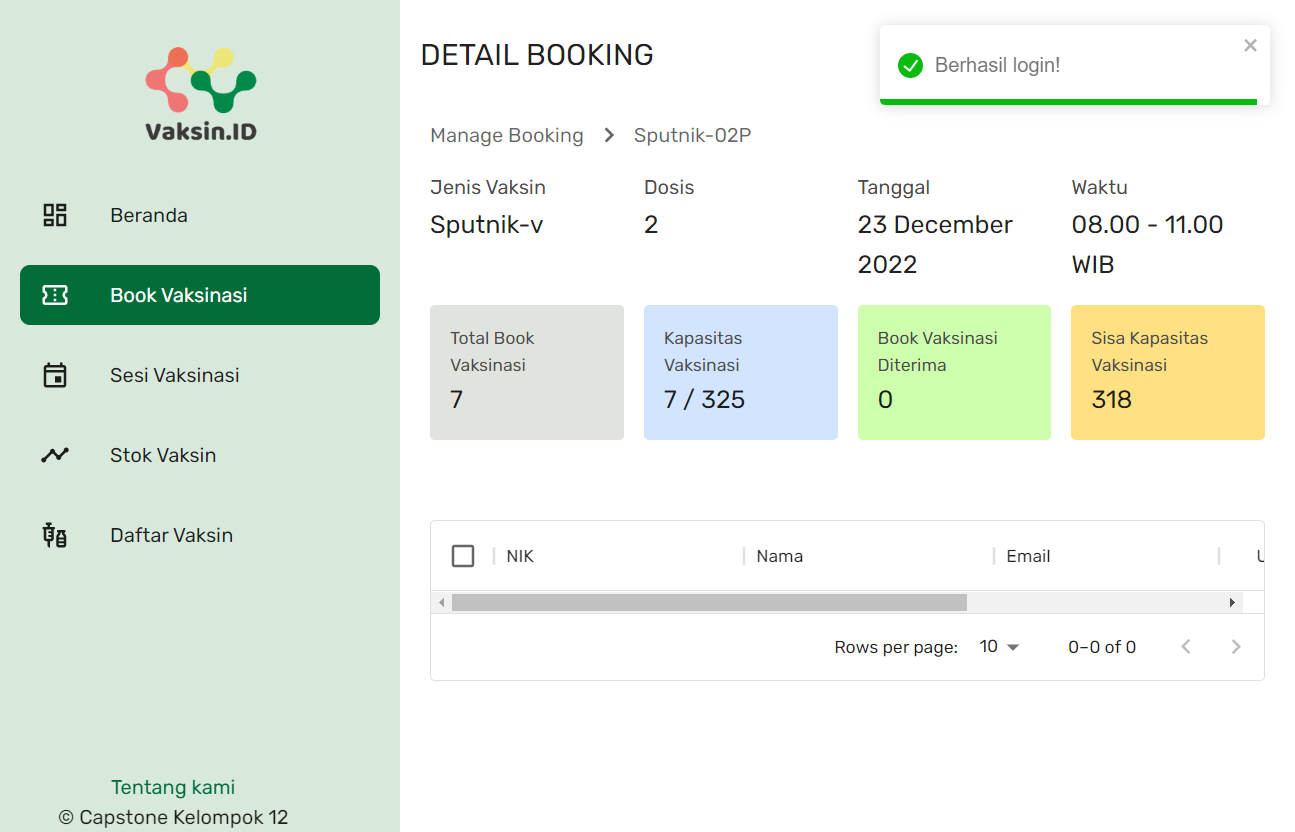 Vaksin.ID
Beranda
Book Vaksinasi
Sesi Vaksinasi
Stok Vaksin
Daftar Vaksin
Tentang kami
© Capstone Kelompok 12
DETAIL BOOKING
Berhasil login!
Manage Booking
Sputnik-02P
Jenis Vaksin
Sputnik-v
Dosis
2
Tanggal
23 December
2022
Waktu
08.00 - 11.00
WIB
Total Book
Vaksinasi
7
Kapasitas
Vaksinasi
7 / 325
Book Vaksinasi
Diterima
0
Sisa Kapasitas
Vaksinasi
318
NIK
Nama
Email
Rows per page: 10
0–0 of 0